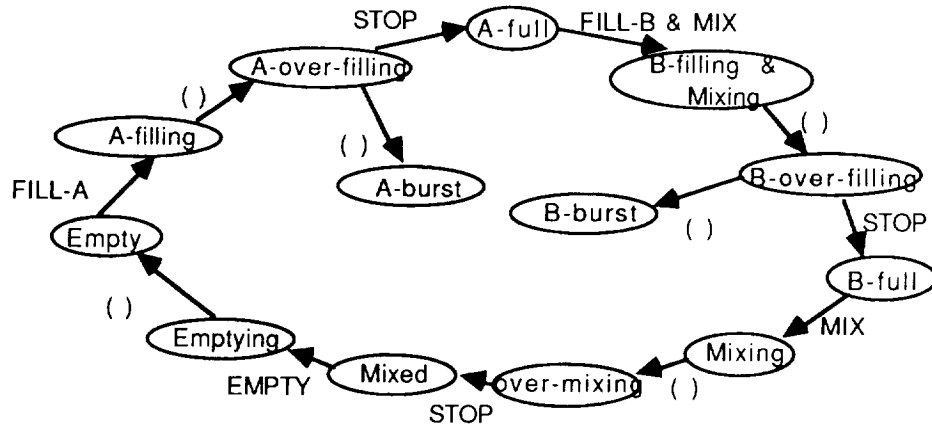 STOP
A-full
FILL-B & MIX
A-over-filling
B-filling &
Mixing
( )
( )
A-filling
( )
FILL-A
A-burst
B-over-filling
B-burst
( )
STOP
Empty
B-full
( )
MIX
Emptying
Mixing
Mixed
over-mixing
( )
EMPTY
STOP